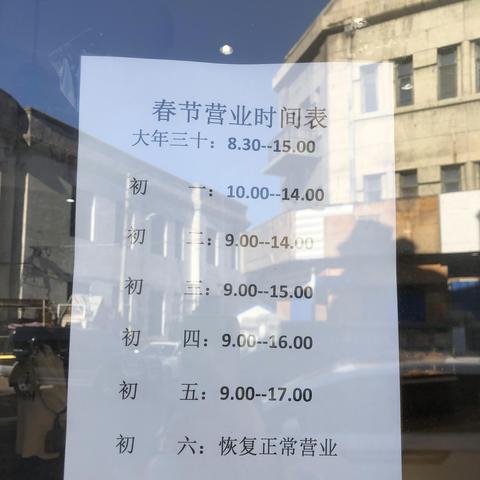 春节营业时间表
大年三十：8.30--15.00
初 一：10.00--14.00
初 二：9.00--14.00
初 三：9.00--15.00
初 四：9.00--16.00
初 五：9.00--17.00
初 六：恢复正常营业